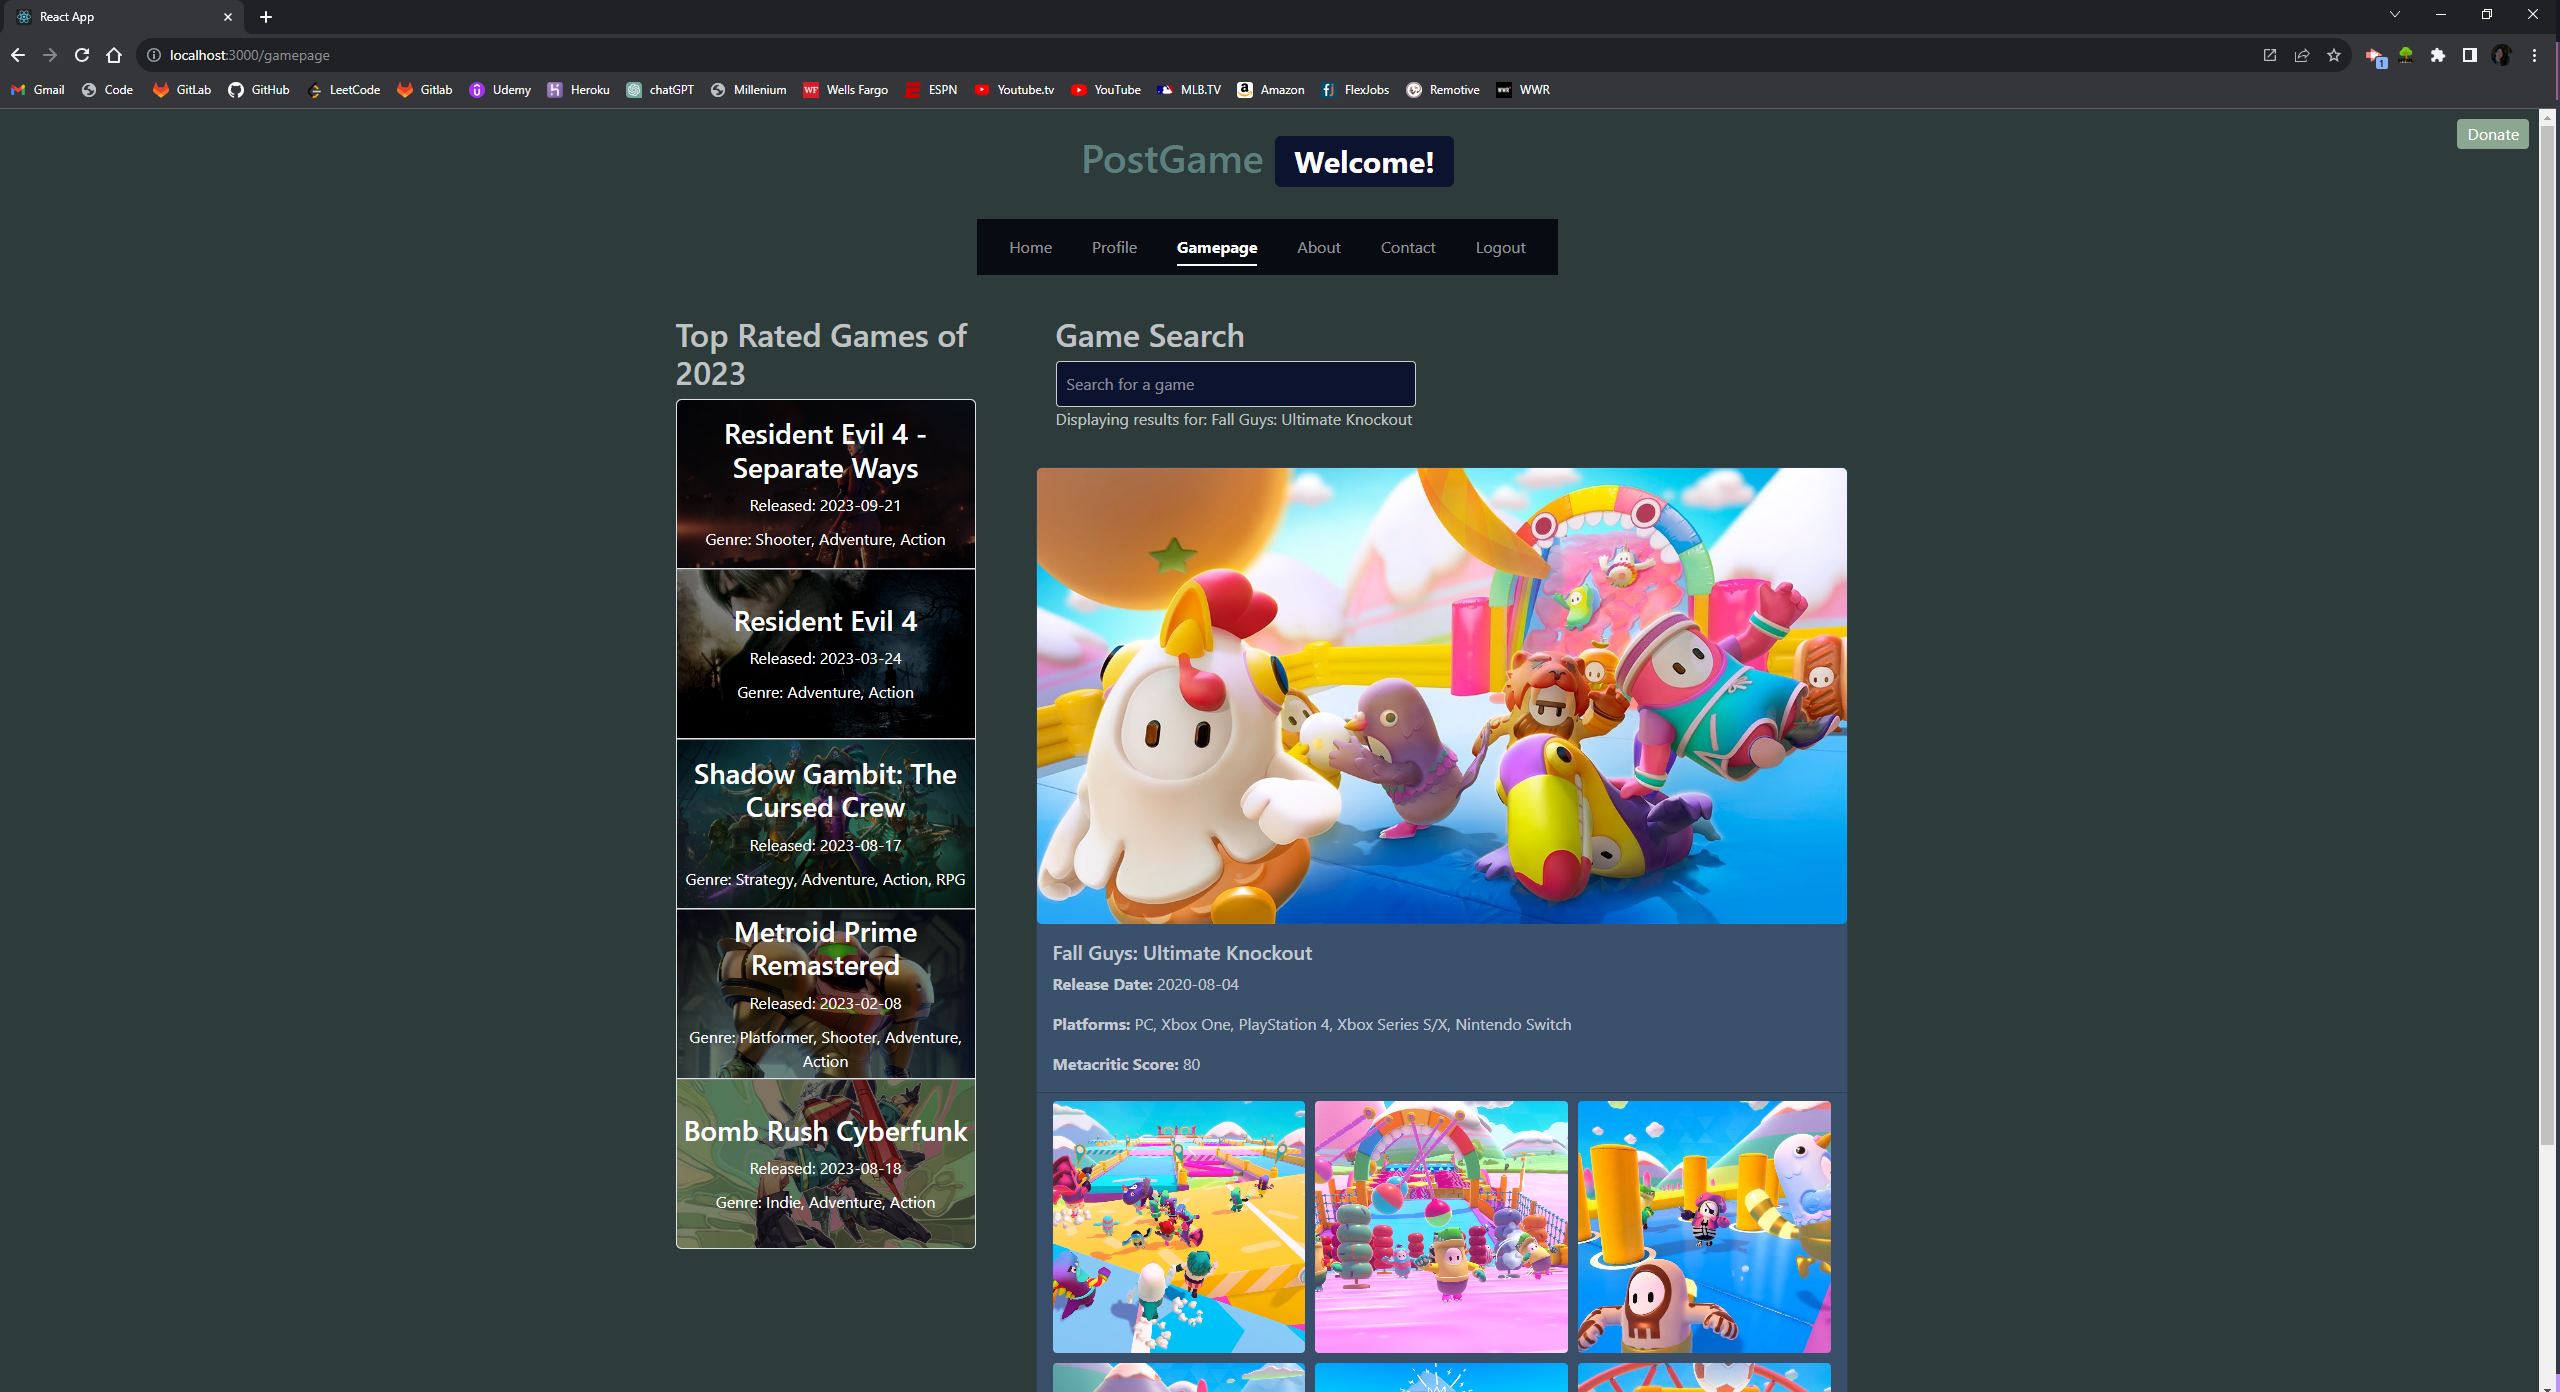 React App
localhost:3000/gamepage
1
Gmail Code GitLab GitHub LeetCode Gitlab Udemy Heroku chatGPT Millenium Wells Fargo ESPN Youtube.tv YouTube MLB.TV Amazon FlexJobs Remotive WWR
Donate
PostGame Welcome!
Home Profile Gamepage About Contact Logout
Top Rated Games of
2023
Resident Evil 4 -
Separate Ways
Released: 2023-09-21
Genre: Shooter, Adventure, Action
Resident Evil 4
Released: 2023-03-24
Genre: Adventure, Action
Shadow Gambit: The
Cursed Crew
Released: 2023-08-17
Genre: Strategy, Adventure, Action, RPG
Metroid Prime
Remastered
Released: 2023-02-08
Genre: Platformer, Shooter, Adventure,
Action
Bomb Rush Cyberfunk
Released: 2023-08-18
Genre: Indie, Adventure, Action
Game Search
Search for a game
Displaying results for: Fall Guys: Ultimate Knockout
Fall Guys: Ultimate Knockout
Release Date: 2020-08-04
Platforms: PC, Xbox One, PlayStation 4, Xbox Series S/X, Nintendo Switch
Metacritic Score: 80